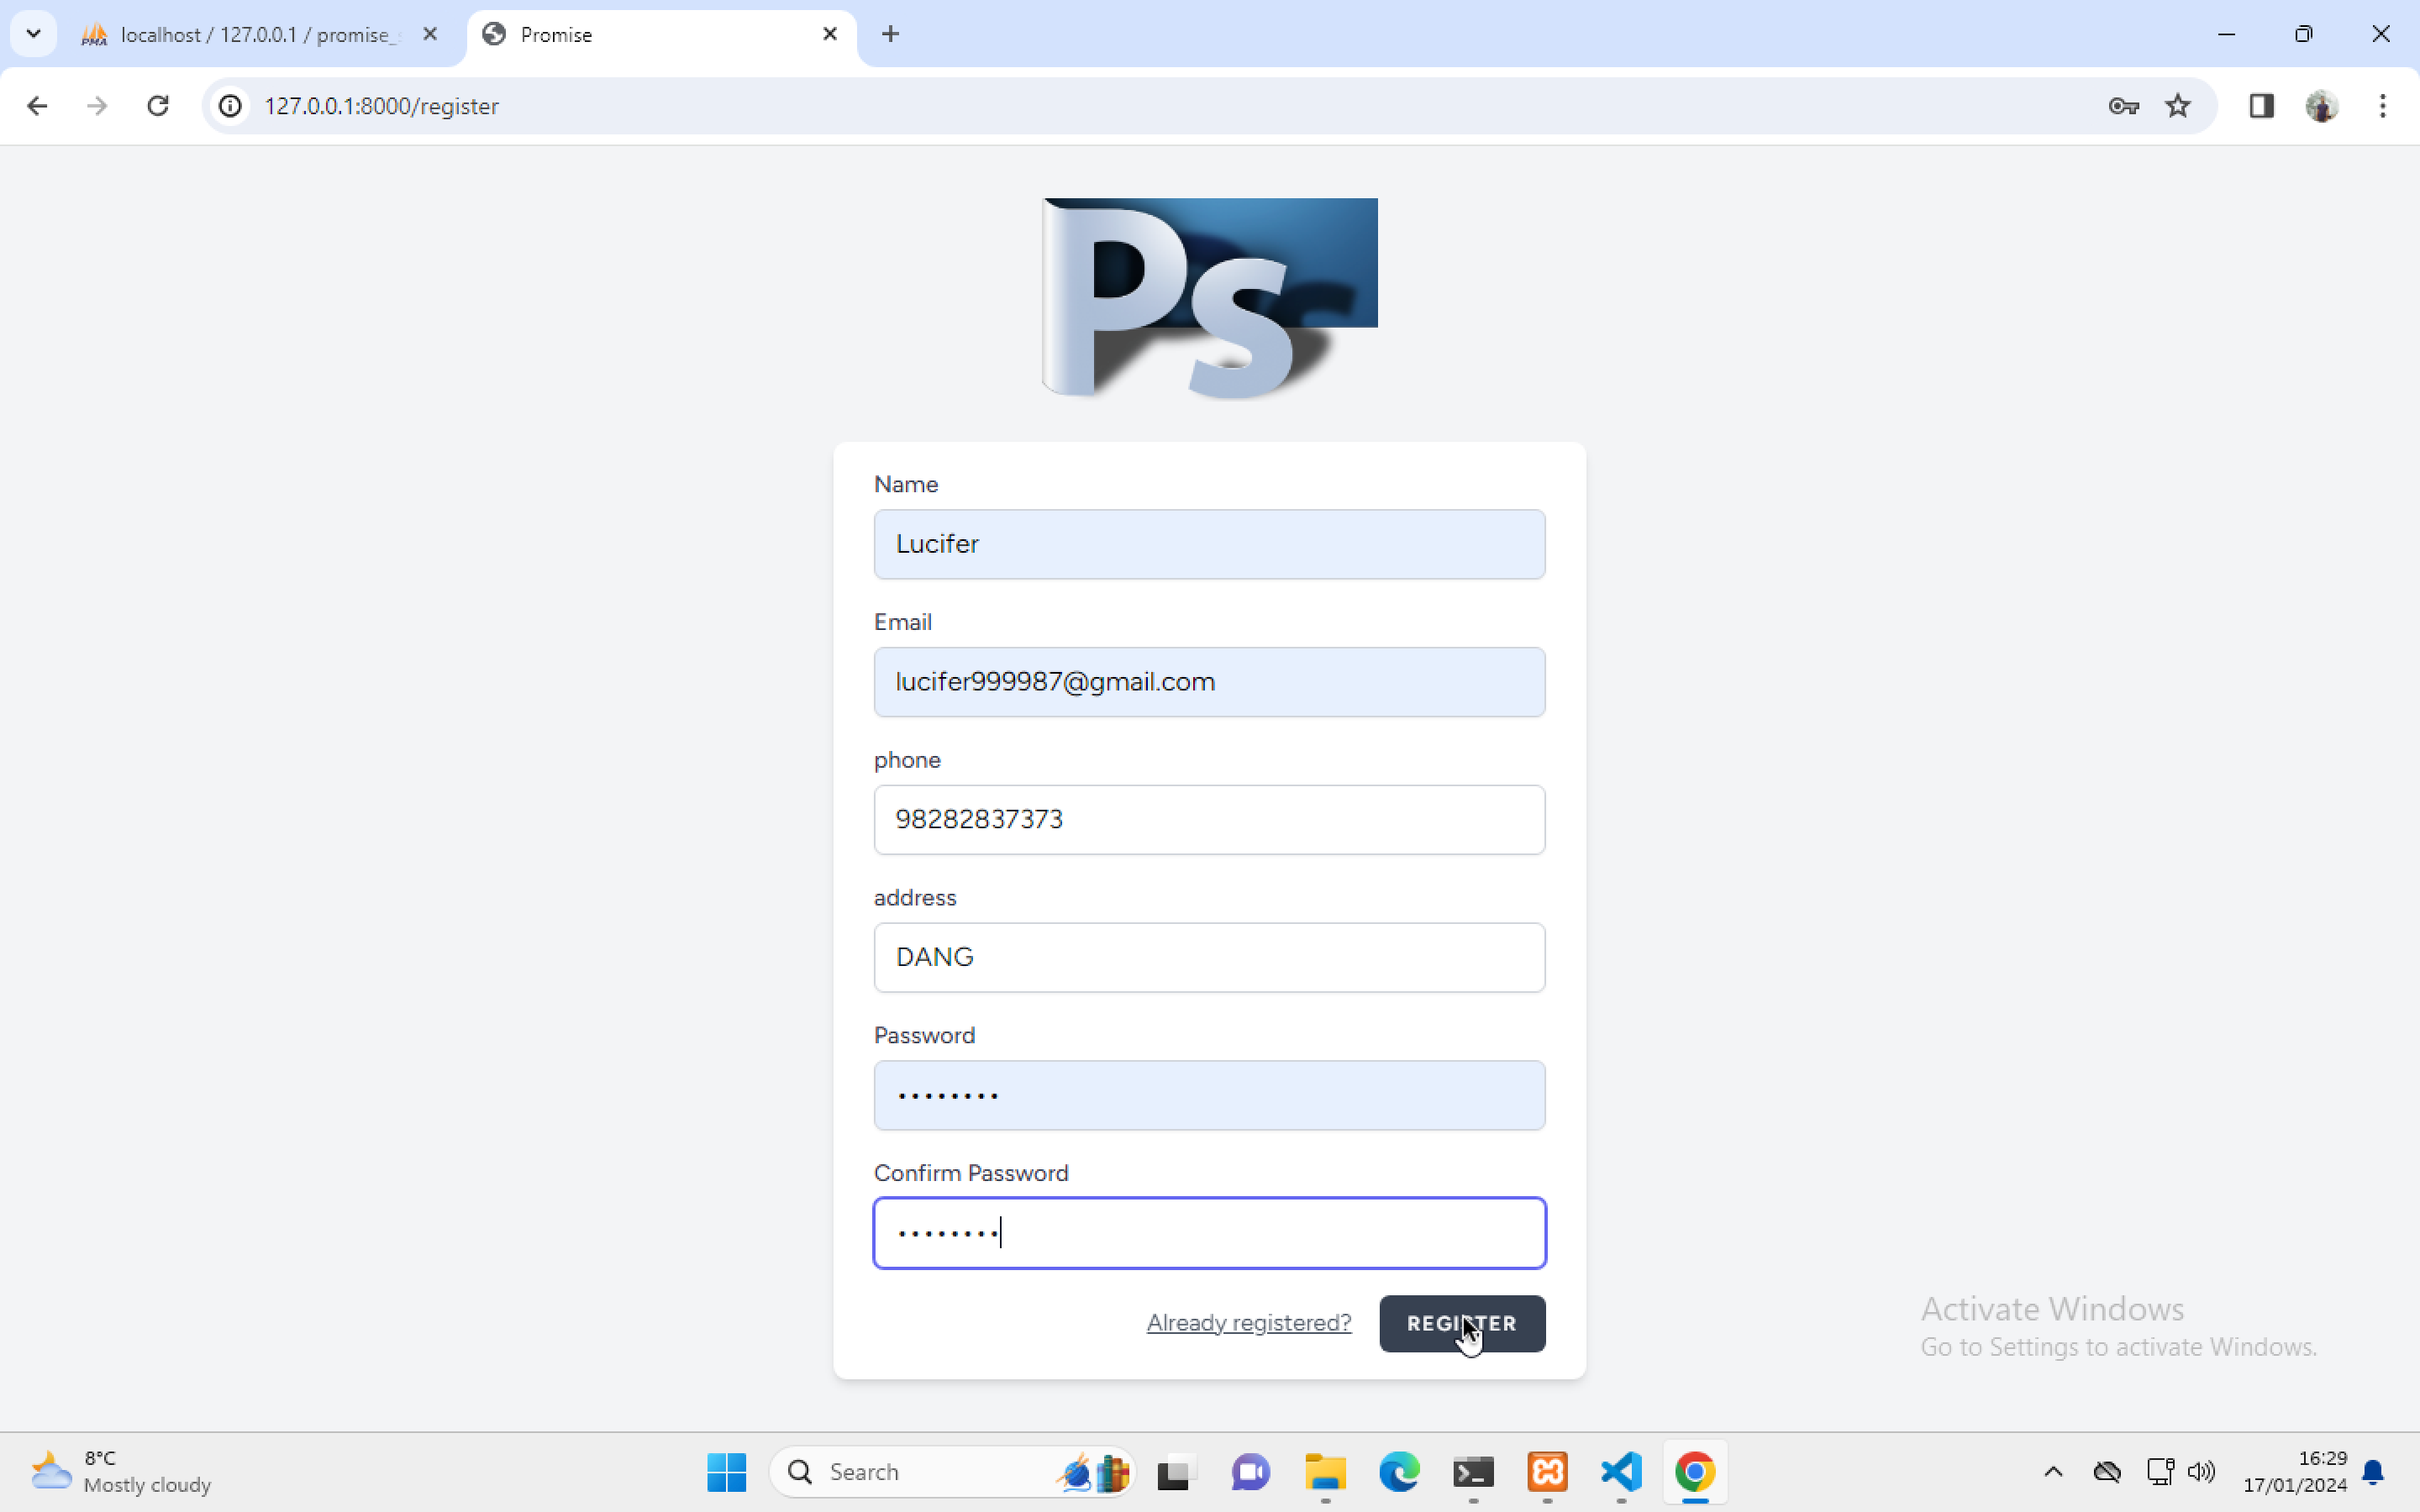 localhost / 127.0.0.1 / promise_s
Promise
127.0.0.1:8000/register
Ps
Name
Lucifer
Email
lucifer999987@gmail.com
phone
98282837373
address
DANG
Password
••••••••
Confirm Password
••••••••
Already registered?
REGISTER
Activate Windows
Go to Settings to activate Windows.
8°C
Mostly cloudy
Search
16:29
17/01/2024